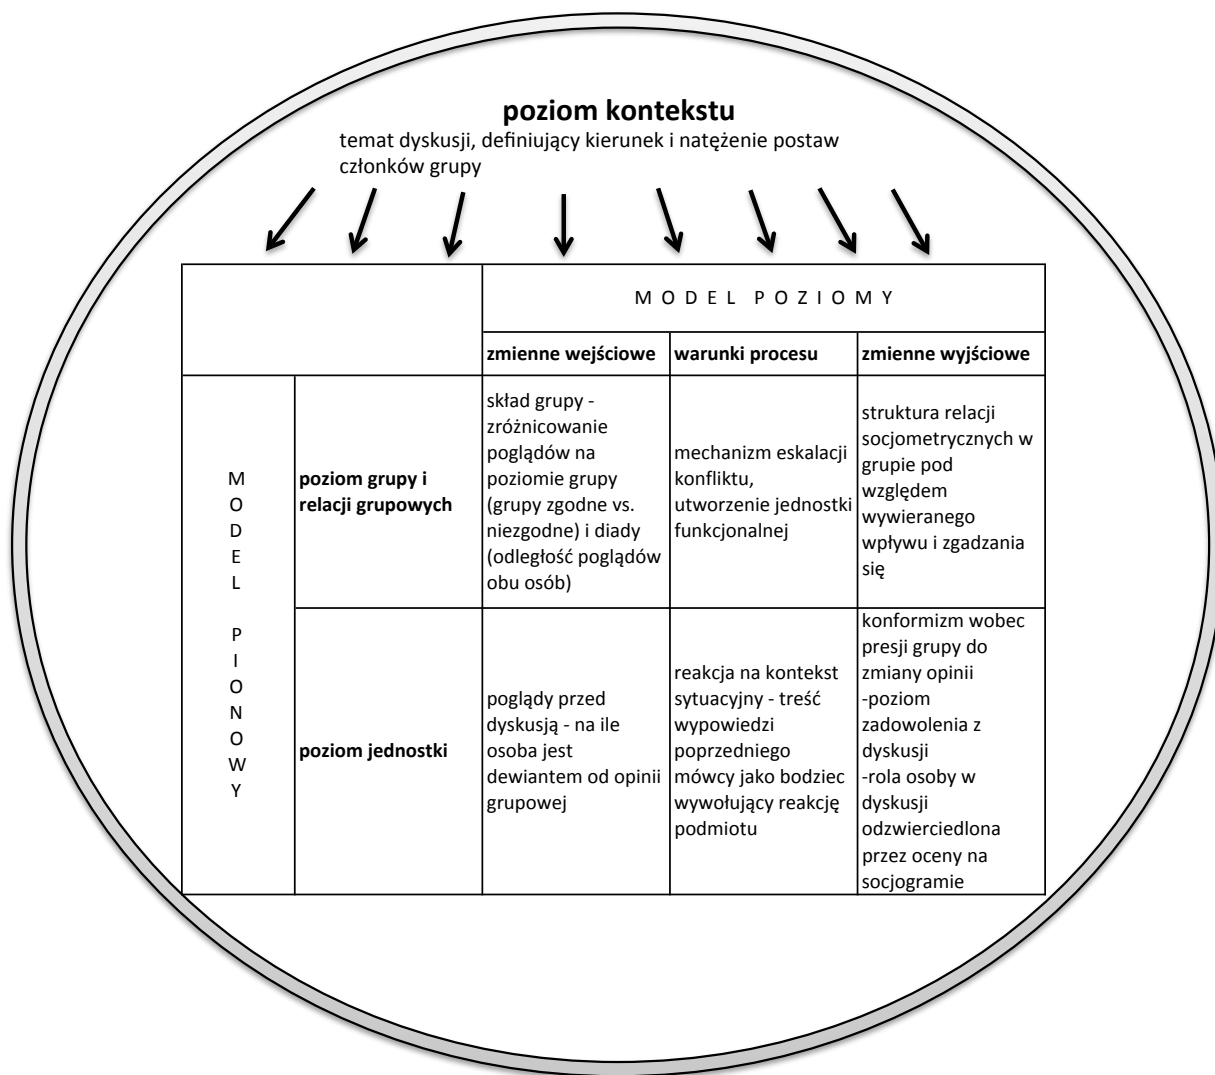 poziom kontekstu
temat dyskusji, definiujący kierunek i natężenie postaw
członków grupy
M O D E L P O Z I O M Y
zmienne wejściowe
warunki procesu
zmienne wyjściowe
M
O
D
E
L
P
I
O
N
O
W
Y
poziom grupy i
relacji grupowych
skład grupy -
zróżnicowanie
poglądów na
poziomie grupy
(grupy zgodne vs.
niezgodne) i diady
(odległość poglądów
obu osób)
mechanizm eskalacji
konfliktu,
utworzenie jednostki
funkcjonalnej
struktura relacji
socjometrycznych w
grupie pod
względem
wywieranego
wpływu i zgadzania
się
poziom jednostki
poglądy przed
dyskusją - na ile
osoba jest
dewiantem od opinii
grupowej
reakcja na kontekst
sytuacyjny - treść
wypowiedzi
poprzedniego
mówcy jako bodziec
wywołujący reakcję
podmiotu
konformizm wobec
presji grupy do
zmiany opinii
-poziom
zadowolenia z
dyskusji
-rola osoby w
dyskusji
odzwierciedlona
przez oceny na
socjogramie